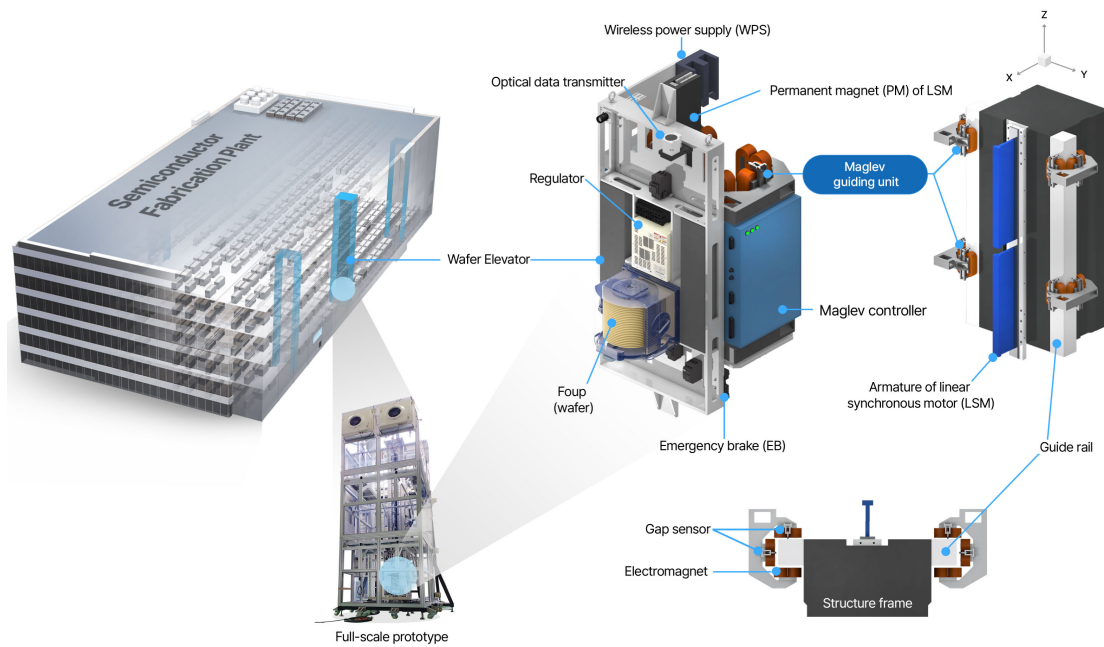 Semiconductor
Fabrication Plant
Wafer Elevator
Full-scale prototype
Wireless power supply (WPS)
Optical data transmitter
Permanent magnet (PM) of LSM
Regulator
Maglev
guiding unit
Maglev controller
Foup
(wafer)
Emergency brake (EB)
Z
X
Y
Armature of linear
synchronous motor (LSM)
Guide rail
Gap sensor
Electromagnet
Structure frame